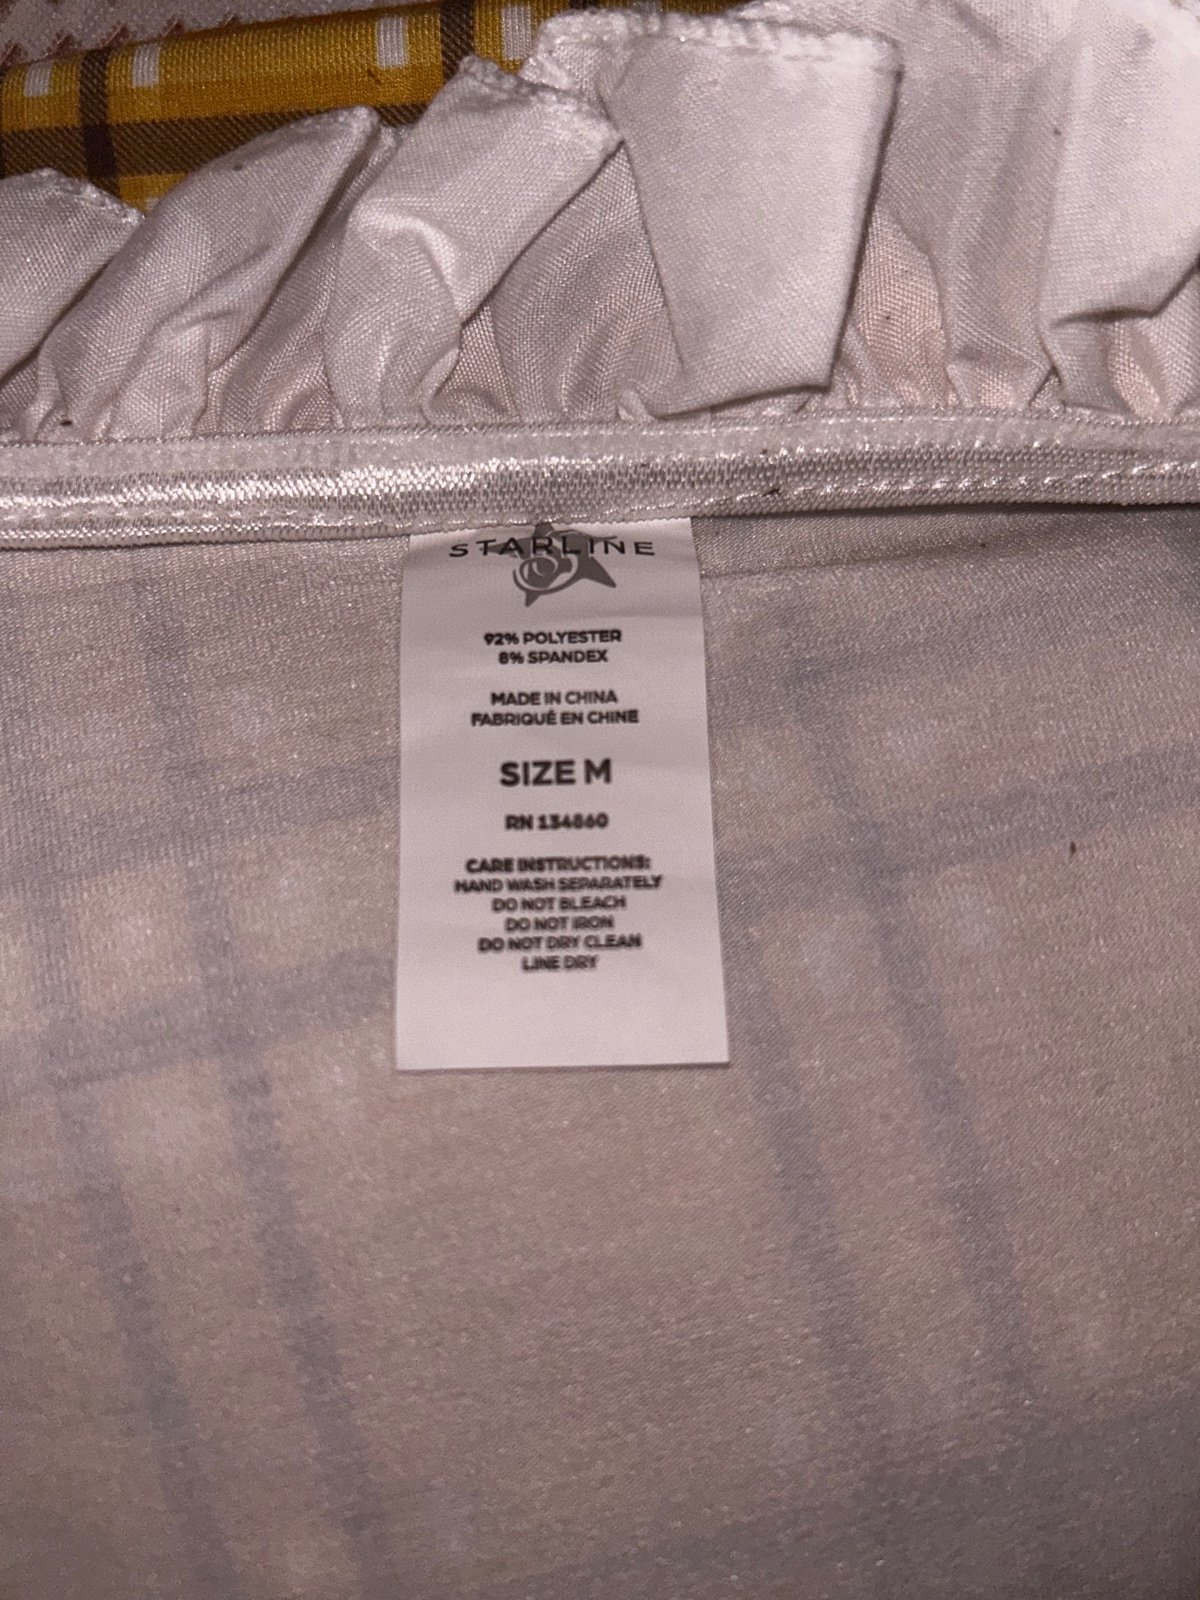 STARLINE
92% POLYESTER
8% SPANDEX
MADE IN CHINA
FABRIQUÉ EN CHINE
SIZE M
RN 134860
CARE INSTRUCTIONS:
HAND WASH SEPARATELY
DO NOT BLEACH
DO NOT IRON
DO NOT DRY CLEAN
LINE DRY